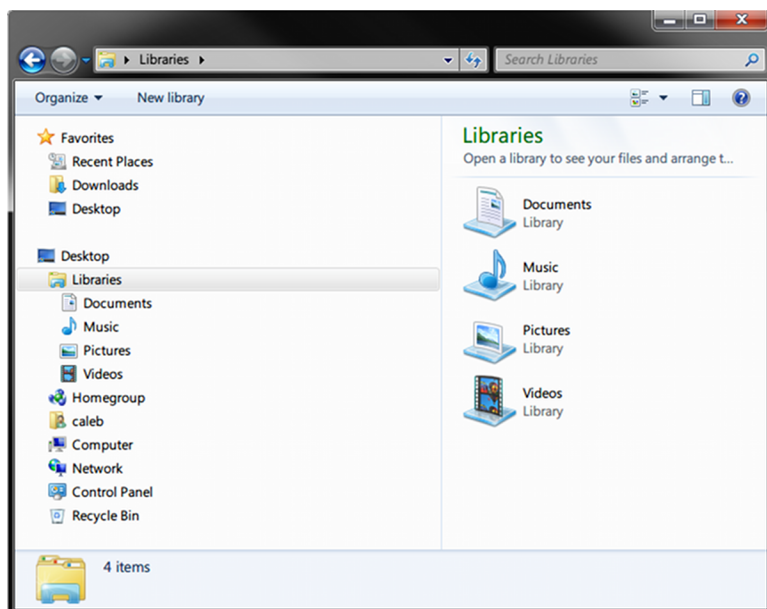 Libraries
Search Libraries
Organize
New library
Favorites
Recent Places
Downloads
Desktop
Desktop
Libraries
Documents
Music
Pictures
Videos
Homegroup
caleb
Computer
Network
Control Panel
Recycle Bin
Libraries
Open a library to see your files and arrange t...
Documents
Library
Music
Library
Pictures
Library
Videos
Library
4 items